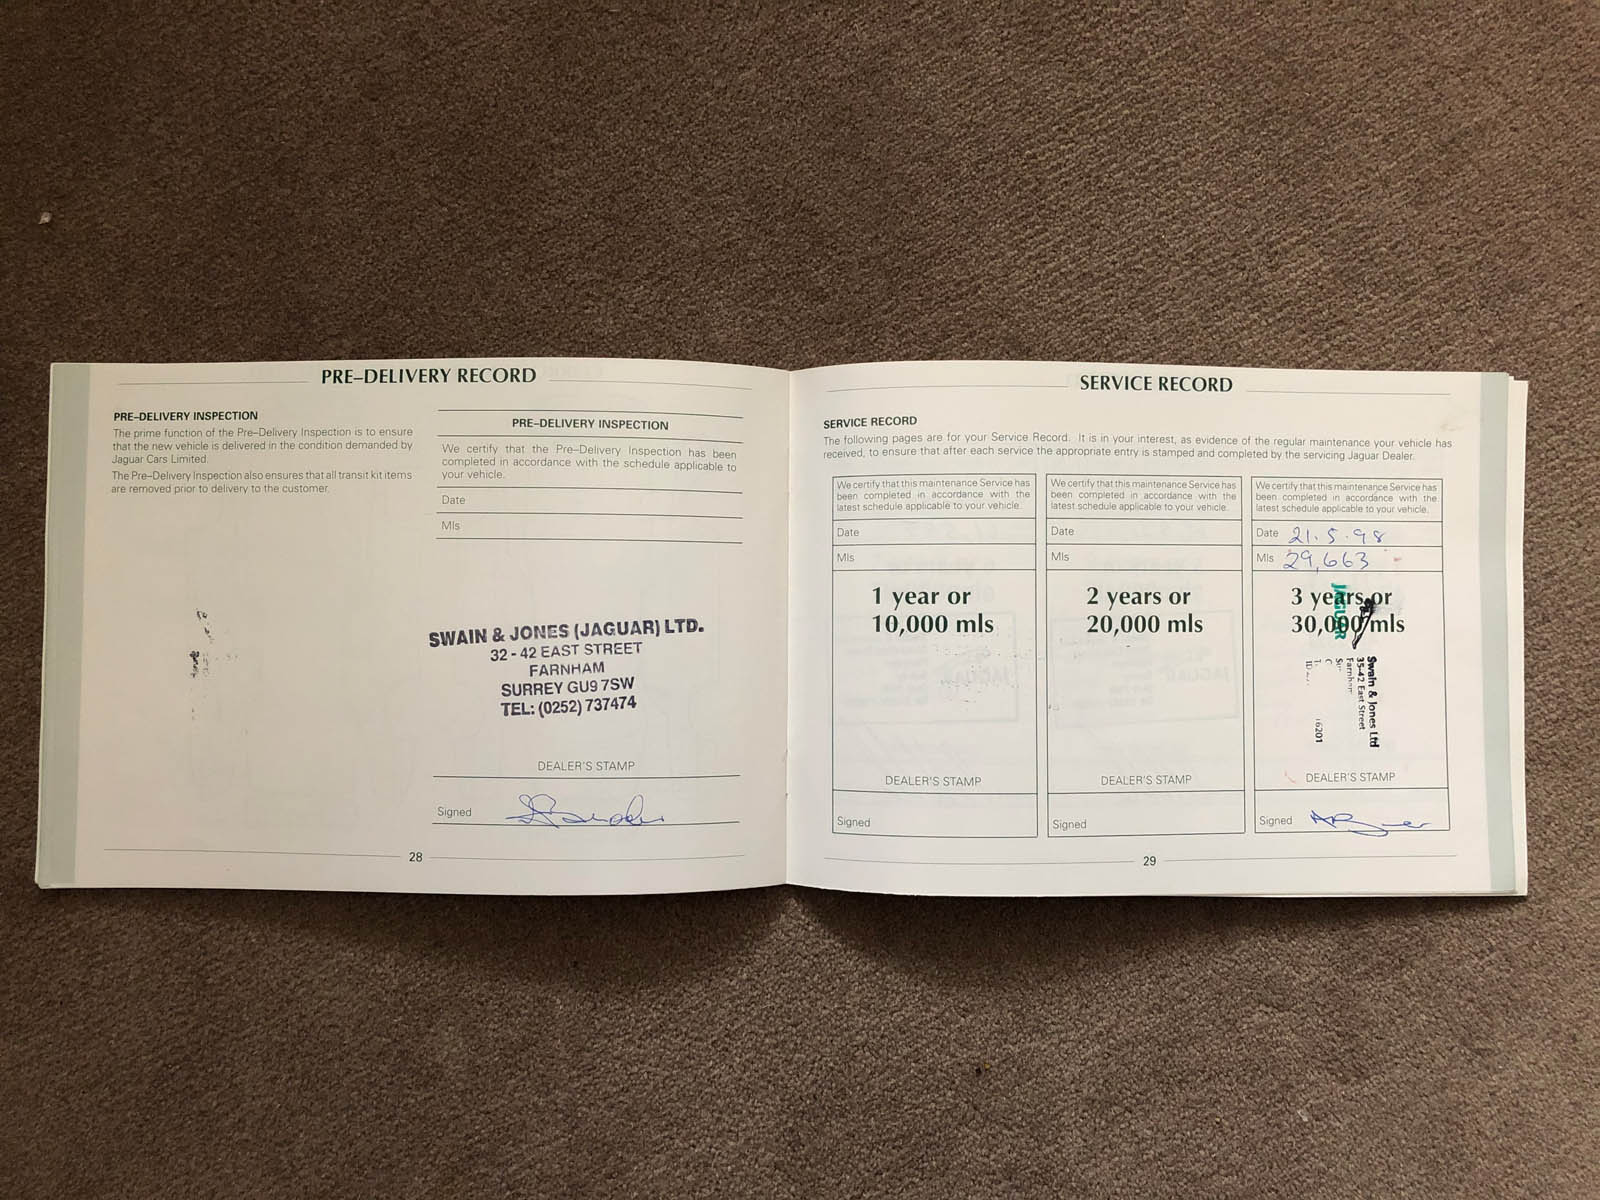 PRE–DELIVERY RECORD
PRE–DELIVERY INSPECTION
The prime function of the Pre–Delivery Inspection is to ensure
that the new vehicle is delivered in the condition demanded by
Jaguar Cars Limited.
The Pre–Delivery Inspection also ensures that all transit kit items
are removed prior to delivery to the customer.
PRE–DELIVERY INSPECTION
We certify that the Pre–Delivery Inspection has been
completed in accordance with the schedule applicable to
your vehicle.
Date
Mls
SWAIN & JONES (JAGUAR) LTD.
32 - 42 EAST STREET
FARNHAM
SURREY GU9 7SW
TEL: (0252) 737474
DEALER'S STAMP
Signed
28
SERVICE RECORD
SERVICE RECORD
The following pages are for your Service Record. It is in your interest, as evidence of the regular maintenance your vehicle has
received, to ensure that after each service the appropriate entry is stamped and completed by the servicing Jaguar Dealer.
We certify that this maintenance Service has
been completed in accordance with the
latest schedule applicable to your vehicle.
Date
Mls
1 year or
10,000 mls
DEALER'S STAMP
Signed
We certify that this maintenance Service has
been completed in accordance with the
latest schedule applicable to your vehicle.
Date
Mls
2 years or
20,000 mls
DEALER'S STAMP
Signed
We certify that this maintenance Service has
been completed in accordance with the
latest schedule applicable to your vehicle.
Date 21.5.98
Mls 29,663
3 years or
30,000 mls
JAGUAR
Swain & Jones Ltd
35-42 East Street
Farnham
6201
DEALER'S STAMP
Signed
29